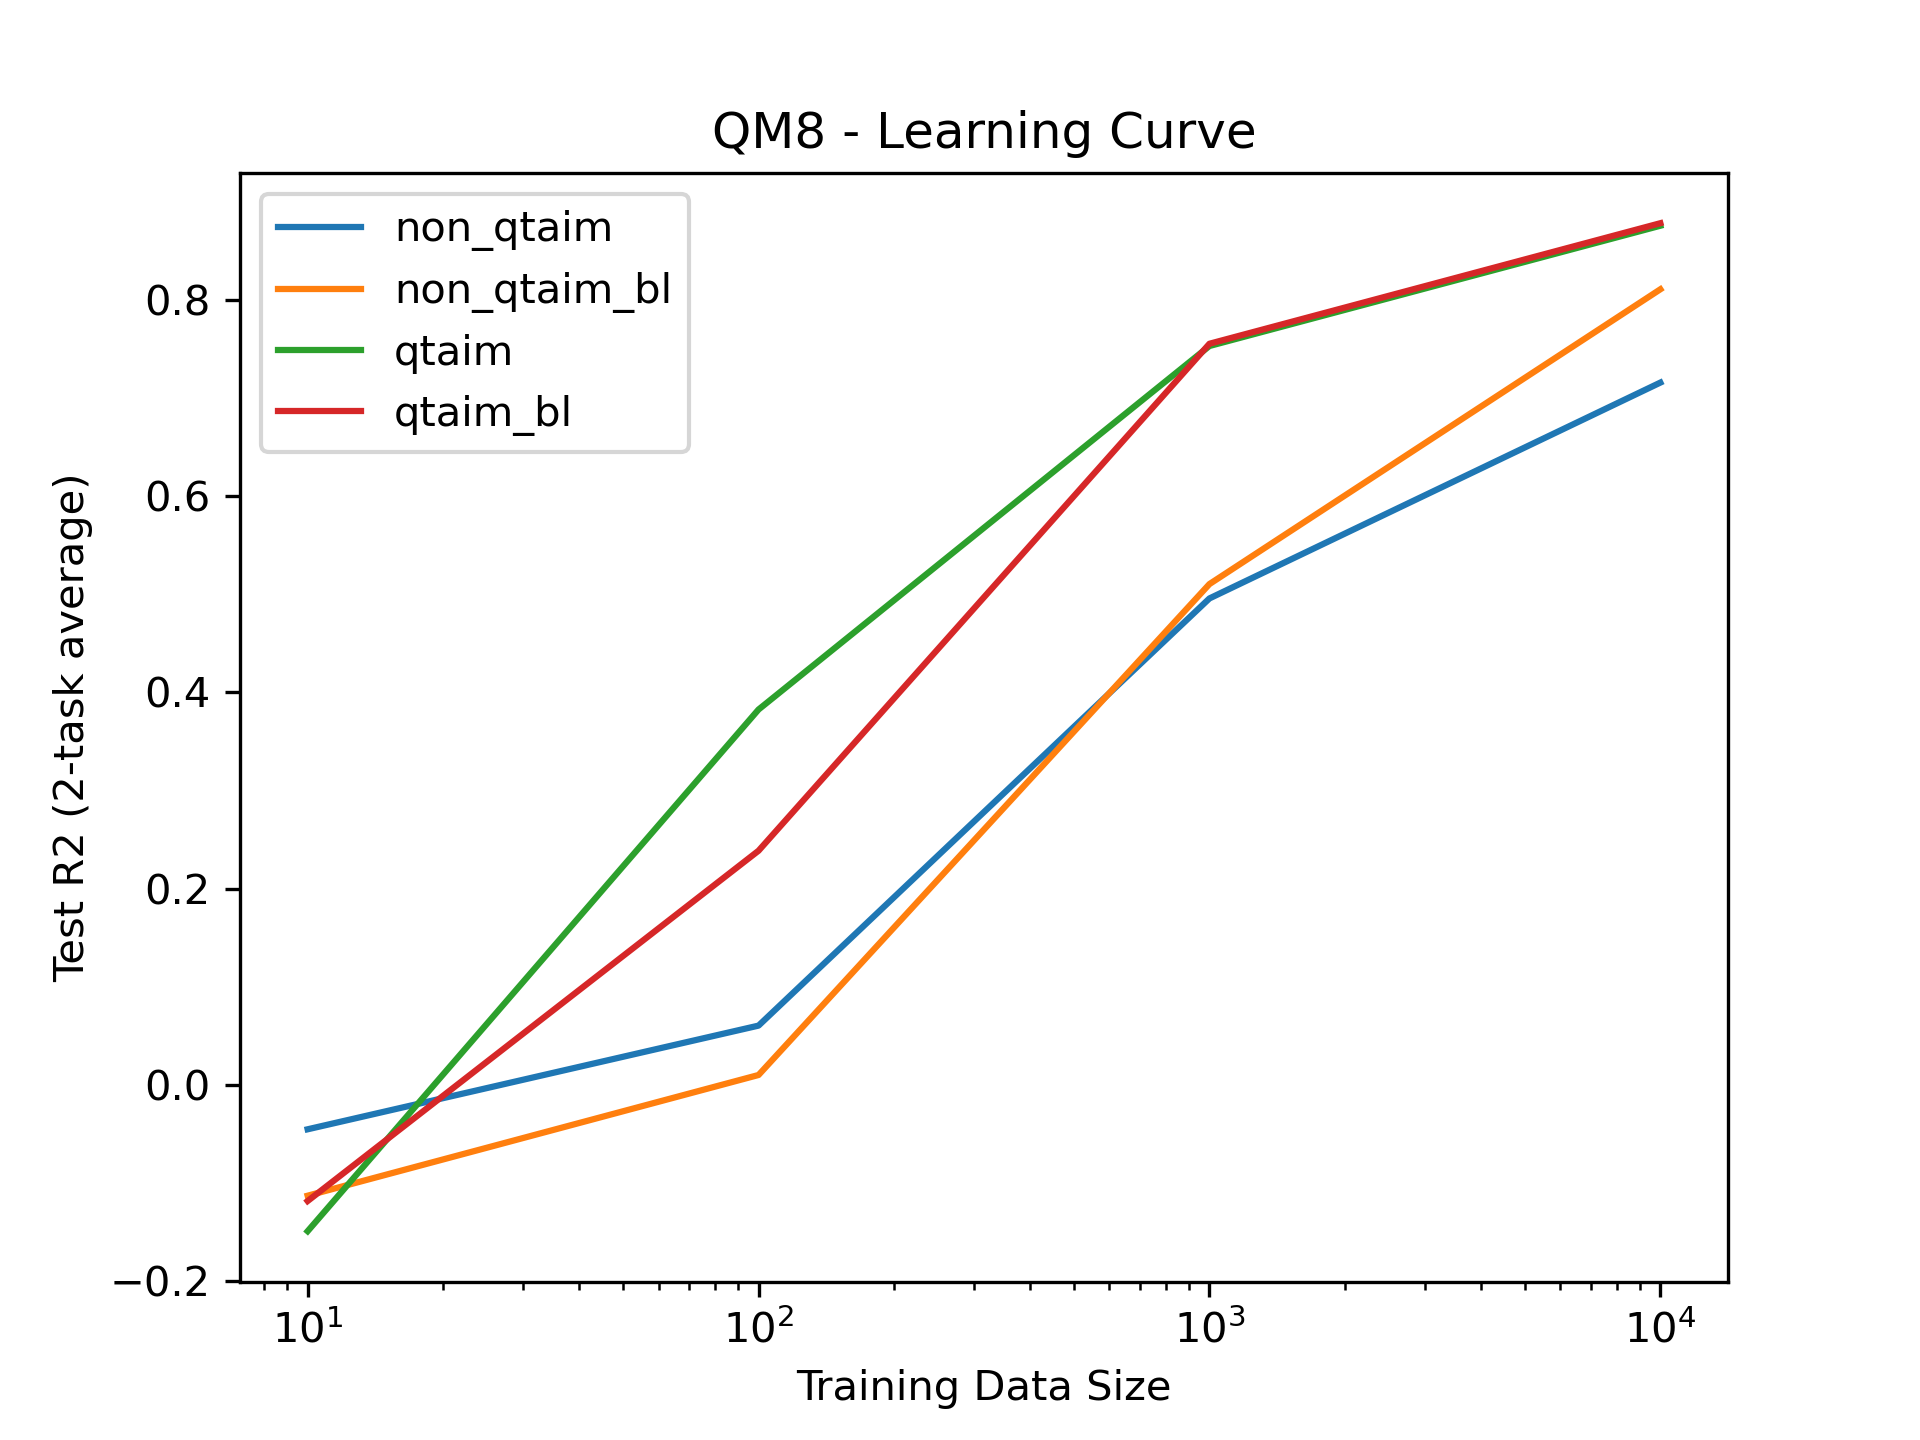 QM8 - Learning Curve
non_qtaim
non_qtaim_bl
qtaim
qtaim_bl
Test R2 (2-task average)
0.8
0.6
0.4
0.2
0.0
−0.2
10¹ 10² 10³ 10⁴
Training Data Size